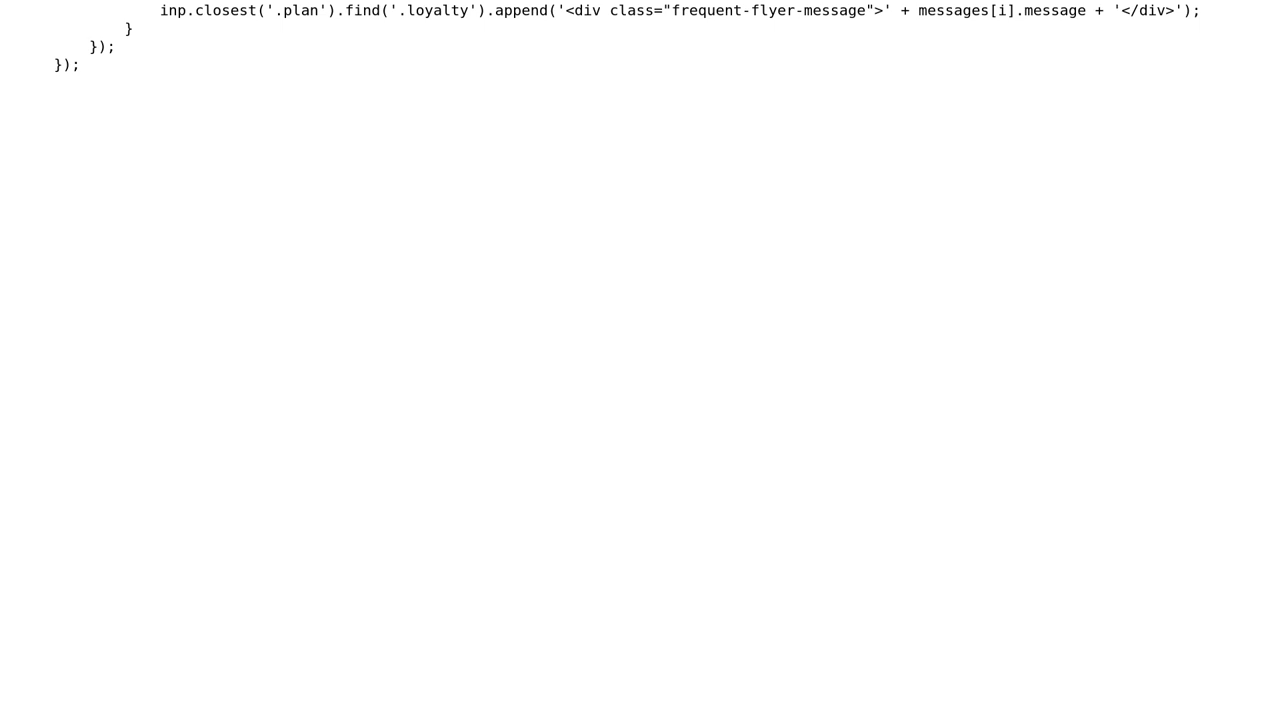 inp.closest('.plan').find('.loyalty').append('<div class="frequent-flyer-message">' + messages[i].message + '</div>');
}
});
});